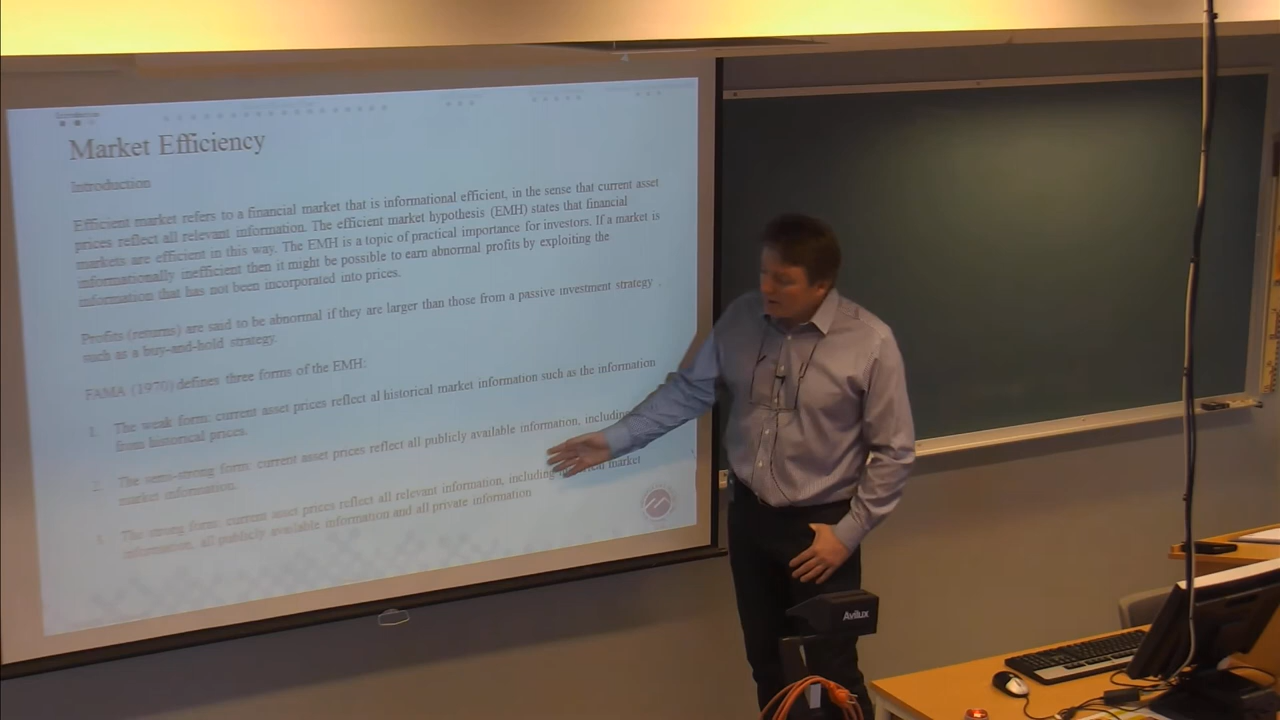 Introduction
Market Efficiency
Introduction
Efficient market refers to a financial market that is informational efficient, in the sense that current asset
prices reflect all relevant information. The efficient market hypothesis (EMH) states that financial
markets are efficient in this way. The EMH is a topic of practical importance for investors. If a market is
informationally inefficient then it might be possible to earn abnormal profits by exploiting the
information that has not been incorporated into prices.
Profits (returns) are said to be abnormal if they are larger than those from a passive investment strategy ,
such as a buy-and-hold strategy.
FAMA (1970) defines three forms of the EMH:
1. The weak form: current asset prices reflect al historical market information such as the information
from historical prices.
2. The semi-strong form: current asset prices reflect all publicly available information, including
market information.
3. The strong form: current asset prices reflect all relevant information, including historical market
information, all publicly available information and all private information
Avilux